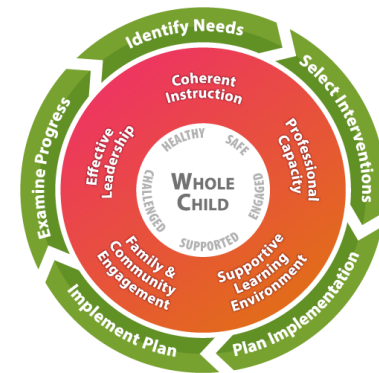 Identify Needs
Select Interventions
Plan Implementation
Implement Plan
Examine Progress
Coherent
Instruction
Professional
Capacity
Supportive
Learning
Environment
Family &
Community
Engagement
Effective
Leadership
HEALTHY
SAFE
ENGAGED
SUPPORTED
CHALLENGED
WHOLE
CHILD